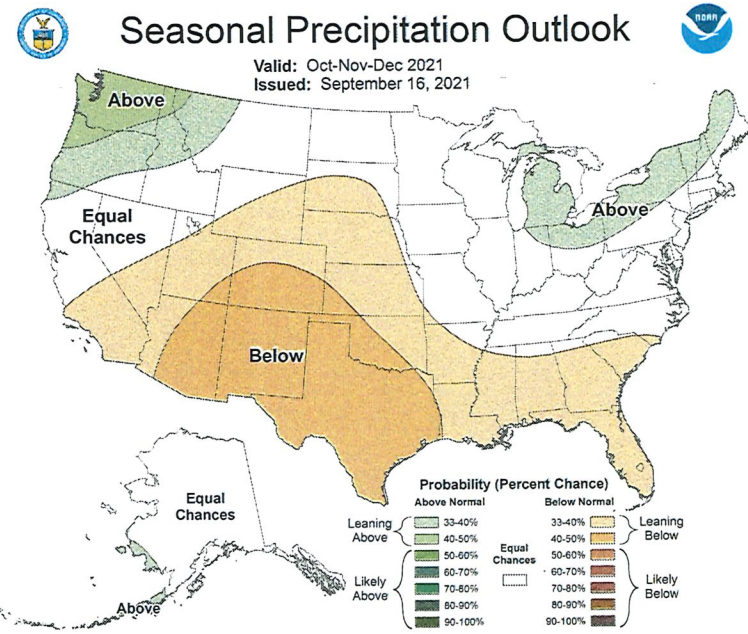 NOAA
Seasonal Precipitation Outlook
Valid: Oct-Nov-Dec 2021
Issued: September 16, 2021
Above
Equal
Chances
Above
Below
Equal
Chances
Above
Probability (Percent Chance)
Above Normal
Below Normal
Leaning
Above
33-40%
40-50%
Likely
Above
50-60%
60-70%
70-80%
80-90%
90-100%
Equal
Chances
33-40%
40-50%
Leaning
Below
50-60%
60-70%
70-80%
80-90%
90-100%
Likely
Below